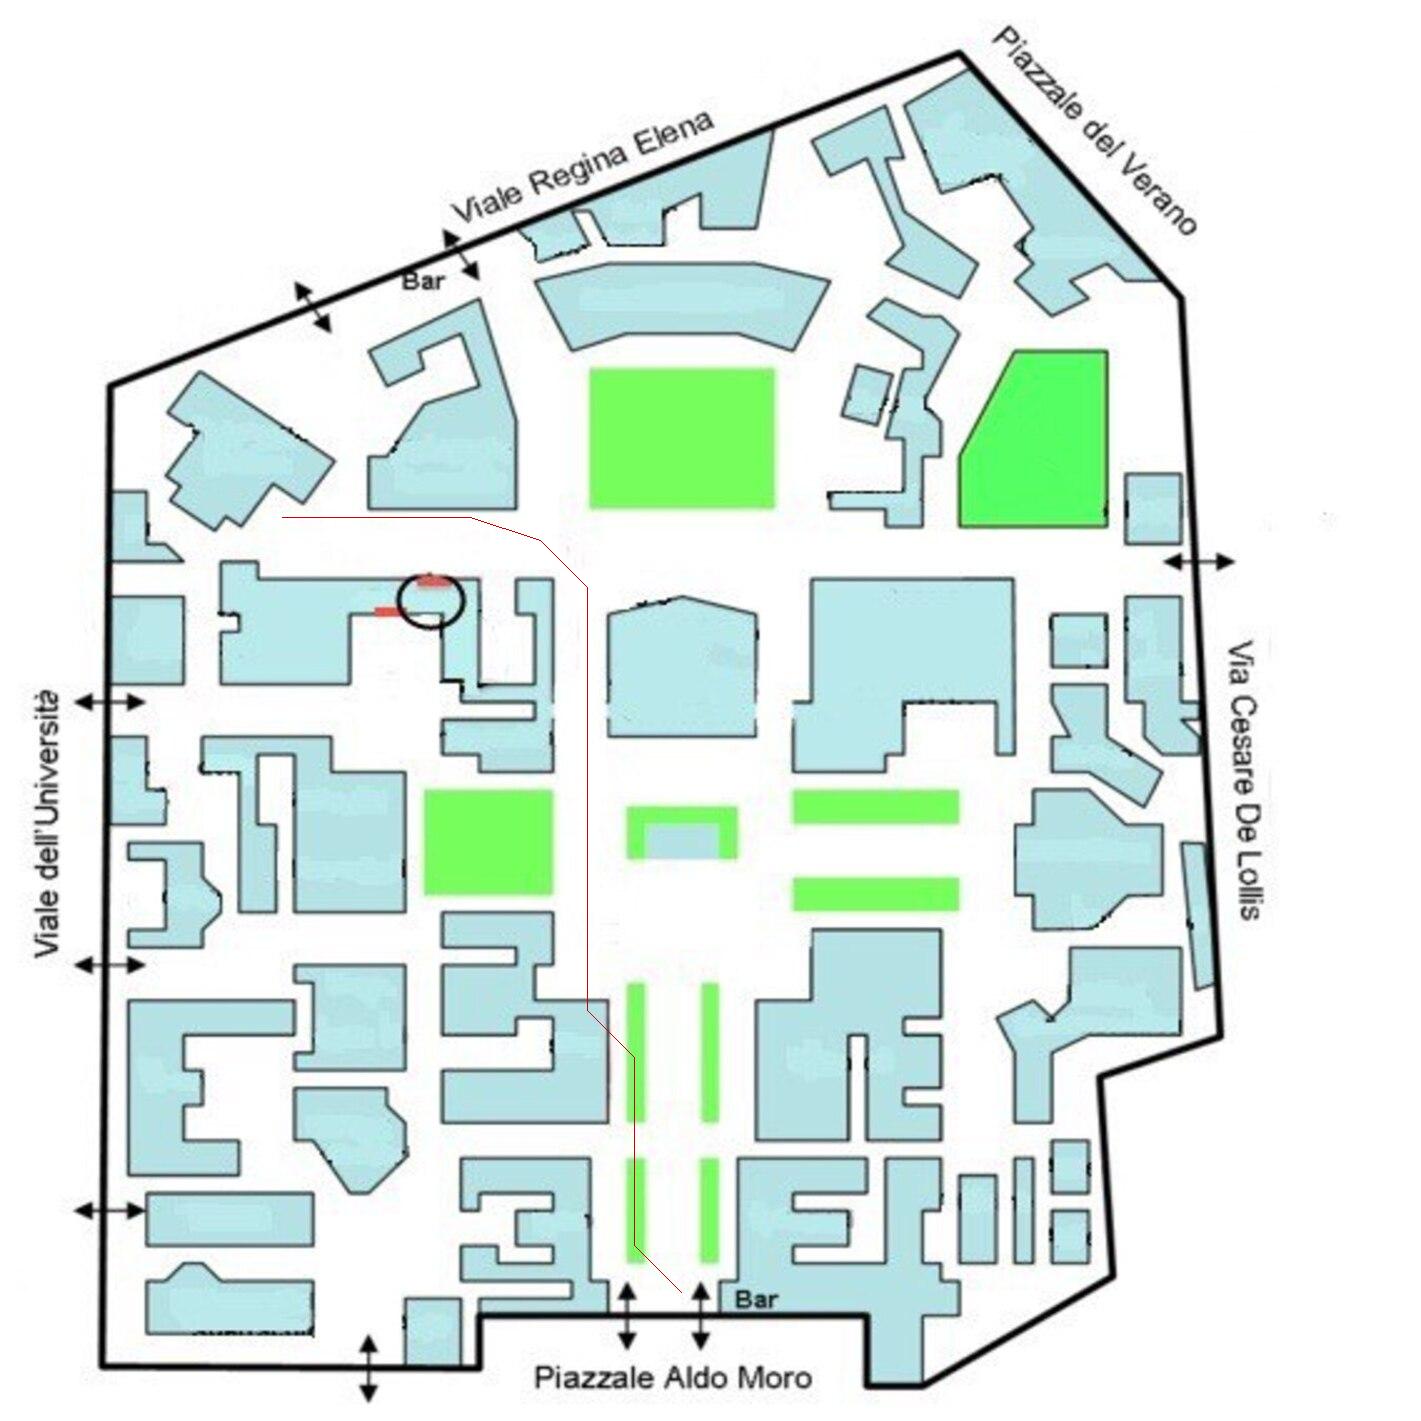 Piazzale del Verano
Viale Regina Elena
Bar
Via Cesare De Lollis
Viale dell'Università
Bar
Piazzale Aldo Moro